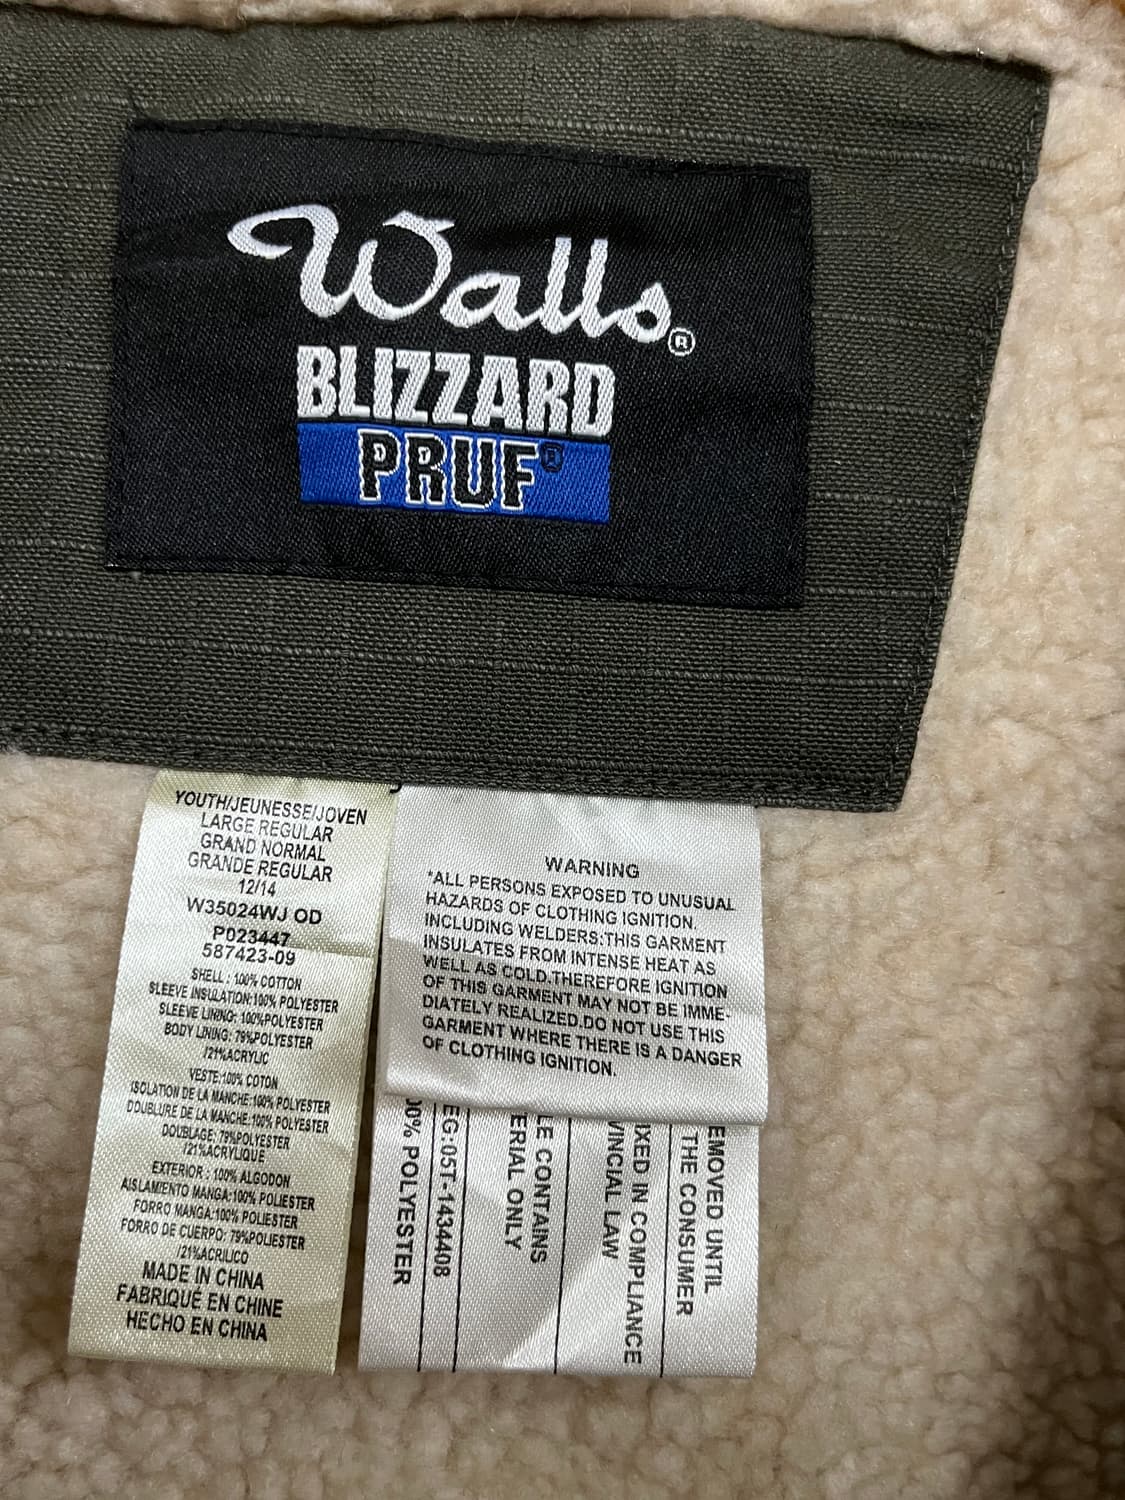 Walls®
BLIZZARD
PRUF®
YOUTH/JEUNESSE/JOVEN
LARGE REGULAR
GRAND NORMAL
GRANDE REGULAR
12/14
W35024WJ OD
P023447
587423-09
SHELL : 100% COTTON
SLEEVE INSULATION:100% POLYESTER
SLEEVE LINING: 100%POLYESTER
BODY LINING: 79%POLYESTER
/21%ACRYLIC
VESTE:100% COTON
ISOLATION DE LA MANCHE:100% POLYESTER
DOUBLURE DE LA MANCHE:100% POLYESTER
DOUBLAGE: 79%POLYESTER
/21%ACRYLIQUE
EXTERIOR : 100% ALGODON
AISLAMIENTO MANGA:100% POLIESTER
FORRO MANGA:100% POLIESTER
FORRO DE CUERPO: 79%POLIESTER
/21%ACRILICO
MADE IN CHINA
FABRIQUÉ EN CHINE
HECHO EN CHINA
WARNING
*ALL PERSONS EXPOSED TO UNUSUAL
HAZARDS OF CLOTHING IGNITION.
INCLUDING WELDERS:THIS GARMENT
INSULATES FROM INTENSE HEAT AS
WELL AS COLD.THEREFORE IGNITION
OF THIS GARMENT MAY NOT BE IMME-
DIATELY REALIZED.DO NOT USE THIS
GARMENT WHERE THERE IS A DANGER
OF CLOTHING IGNITION.
EMOVED UNTIL
THE CONSUMER
IXED IN COMPLIANCE
VINCIAL LAW
LE CONTAINS
ERIAL ONLY
EG:05T-1434408
00% POLYESTER